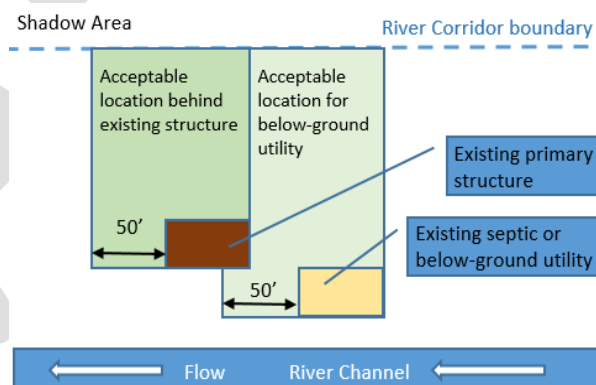 Shadow Area
River Corridor boundary
Acceptable
location behind
existing structure
Acceptable
location for
below-ground
utility
Existing primary
structure
50’
Existing septic or
below-ground utility
50’
Flow
River Channel